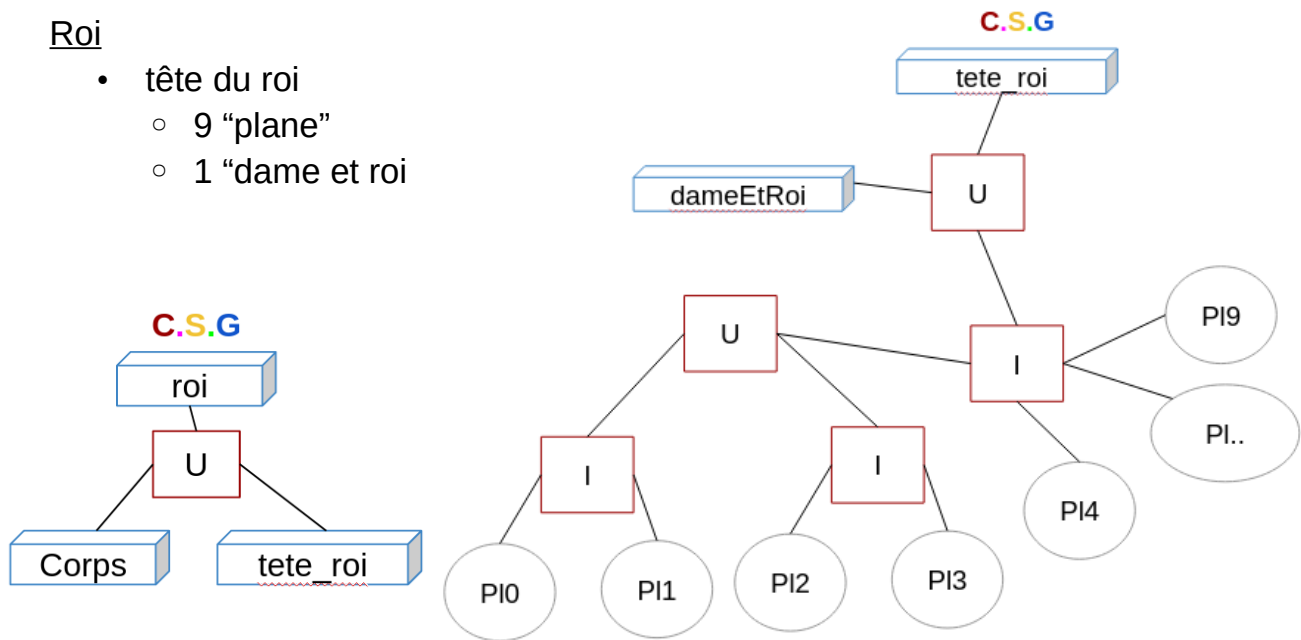 Roi
• tête du roi
○ 9 “plane”
○ 1 “dame et roi
C.S.G
tete_roi
U
dameEtRoi
U
I
Pl9
Pl..
Pl4
I
I
Pl0
Pl1
Pl2
Pl3
C.S.G
roi
U
Corps
tete_roi